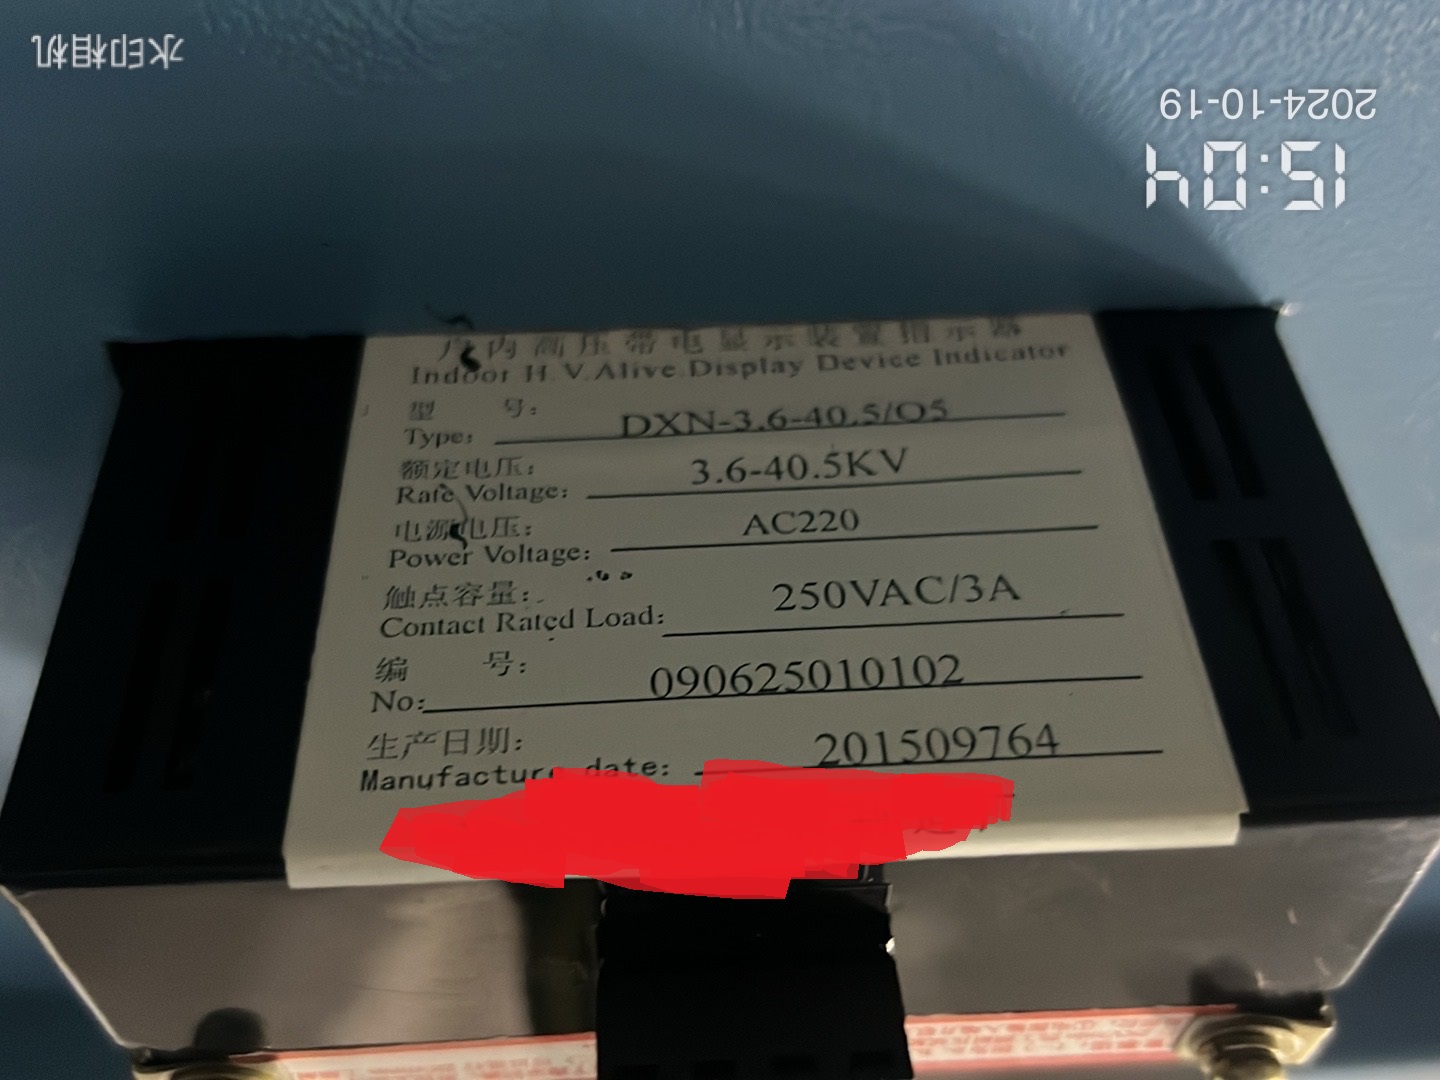 水印相机
2024-10-19
15:04
户内高压带电显示装置指示器
Indoor H.V.Alive Display Device Indicator
型 号: DXN-3.6-40.5/Q5
Type:
额定电压: 3.6-40.5KV
Rate Voltage:
电源电压: AC220
Power Voltage:
触点容量: 250VAC/3A
Contact Rated Load:
编 号: 090625010102
No:
生产日期: 201509764
Manufacture date: